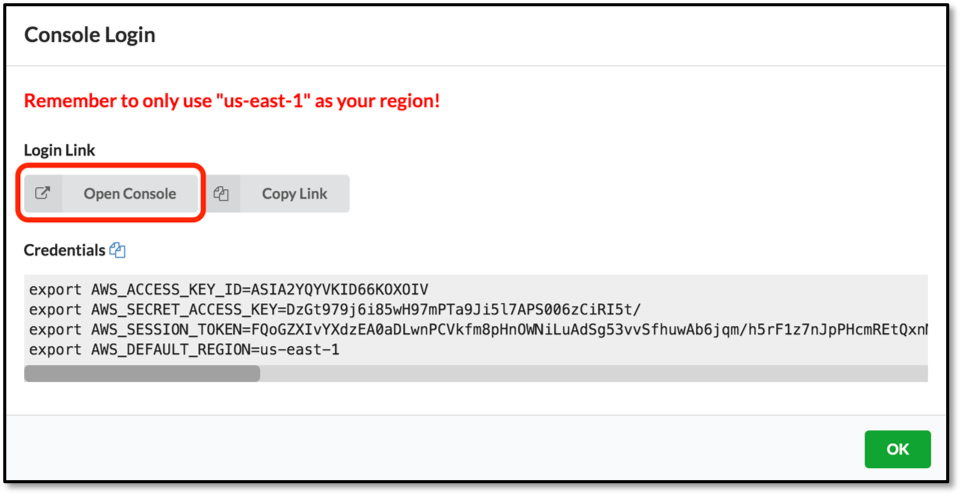 Console Login
Remember to only use "us-east-1" as your region!
Login Link
Open Console Copy Link
Credentials
export AWS_ACCESS_KEY_ID=ASIA2YQYVKID66KOXOIV
export AWS_SECRET_ACCESS_KEY=DzGt979j6i85wH97mPTa9Ji5l7APS006zCiRI5t/
export AWS_SESSION_TOKEN=FQoGZXIvYXdzEA0aDLwnPCVkfm8pHnOWNiLuAdSg53vvSfhuwAb6jqm/h5rF1z7nJpPHcmREtQxn
export AWS_DEFAULT_REGION=us-east-1
OK